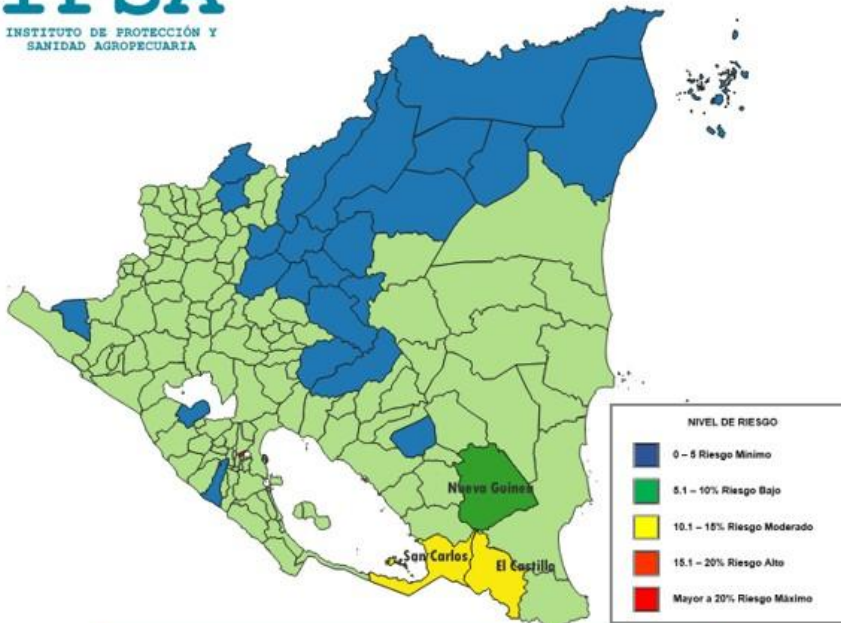 IPSA
INSTITUTO DE PROTECCIÓN Y
SANIDAD AGROPECUARIA
Nueva Guinea
San Carlos
El Castillo
NIVEL DE RIESGO
0 – 5 Riesgo Mínimo
5.1 – 10% Riesgo Bajo
10.1 – 15% Riesgo Moderado
15.1 – 20% Riesgo Alto
Mayor a 20% Riesgo Máximo